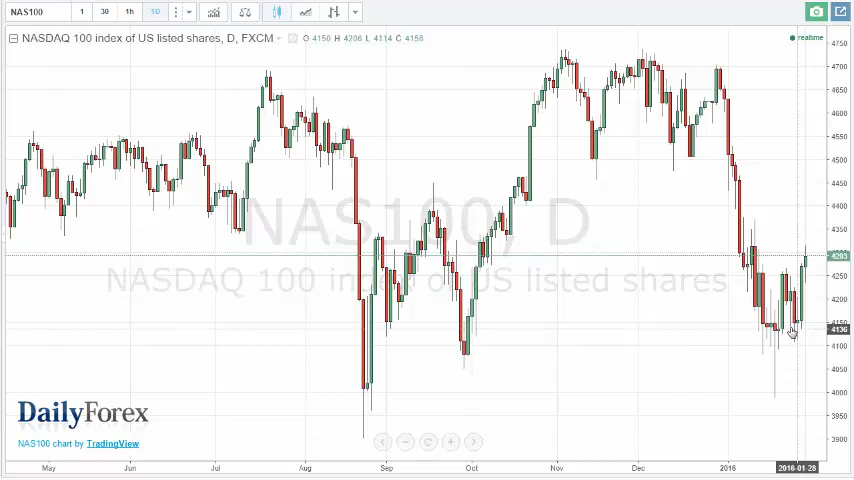 NAS100 1 30 1h 1D
NASDAQ 100 index of US listed shares, D, FXCM O 4150 H 4206 L 4114 C 4156
realtime
4750
4700
4650
4600
4550
4500
4450
4400
4350
4293
4250
4200
4136
4100
4050
4000
3950
3900
NAS100, D
NASDAQ 100 index of US listed shares
DailyForex
NAS100 chart by TradingView
May Jun Jul Aug Sep Oct Nov Dec 2016 2016-01-28